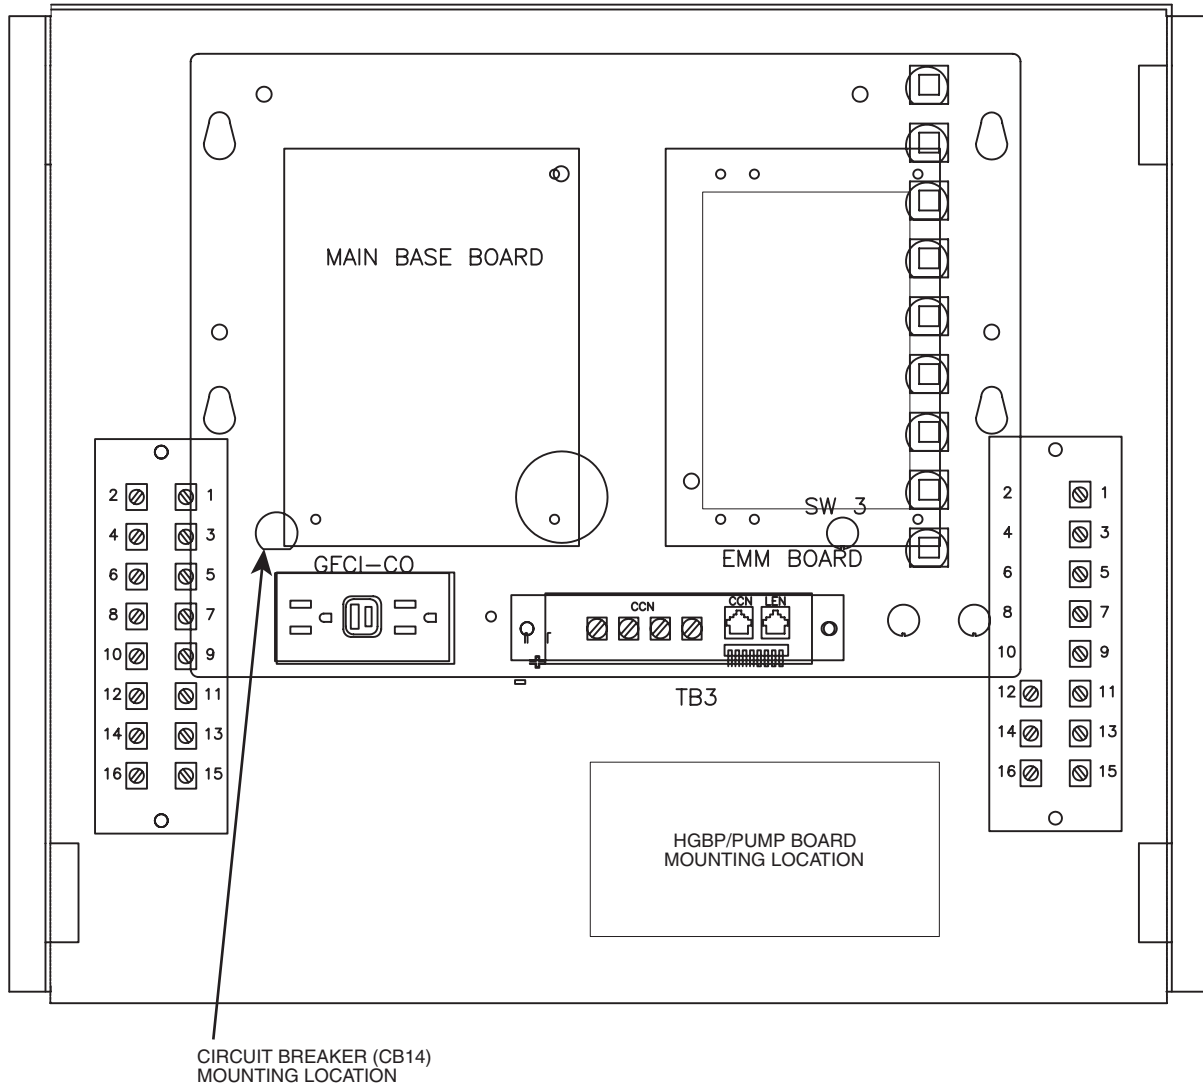 MAIN BASE BOARD
SW 3
EMM BOARD
GFCI-CO
CCN
CCN LEN
TB3
2 1
4 3
6 5
8 7
10 9
12 11
14 13
16 15
2 1
4 3
6 5
8 7
10 9
12 11
14 13
16 15
HGBP/PUMP BOARD
MOUNTING LOCATION
CIRCUIT BREAKER (CB14)
MOUNTING LOCATION